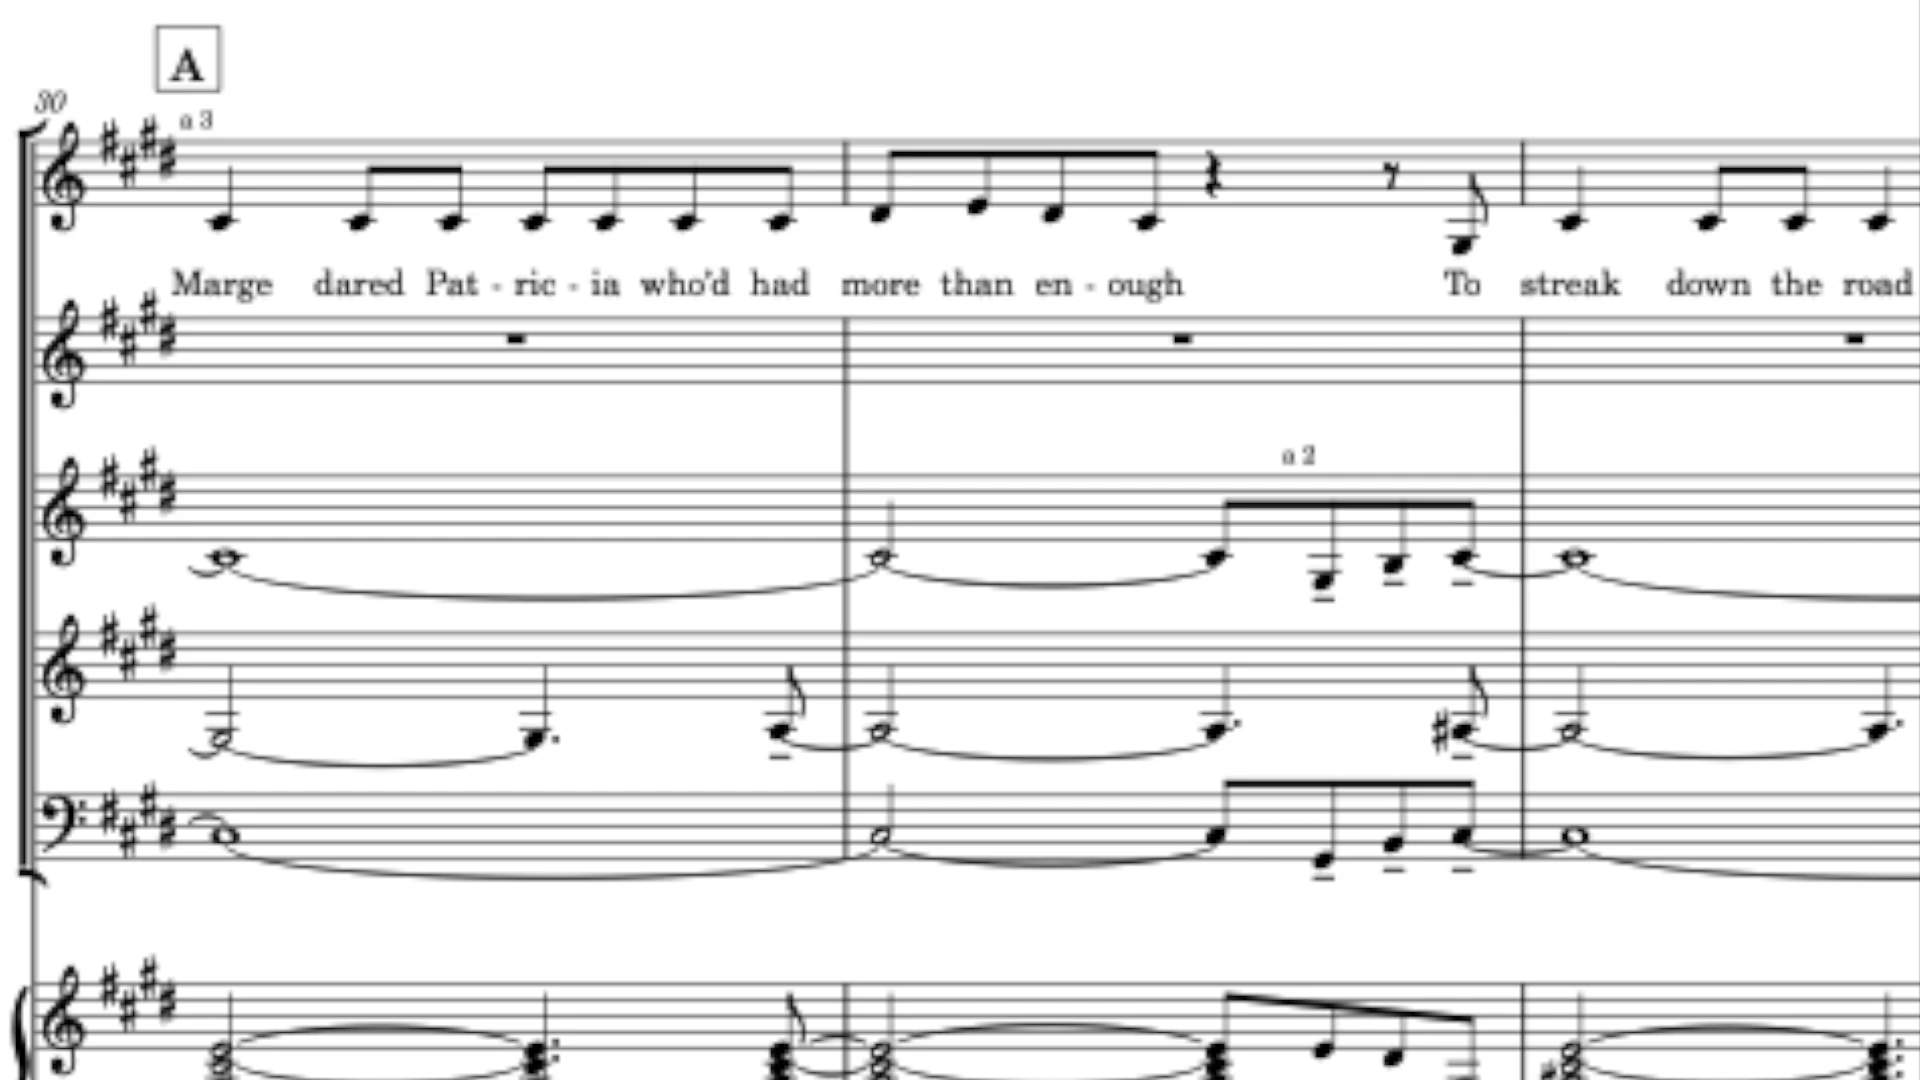 A
30
a 3
Marge dared Pat - ric - ia who'd had more than en - ough To streak down the road
a 2